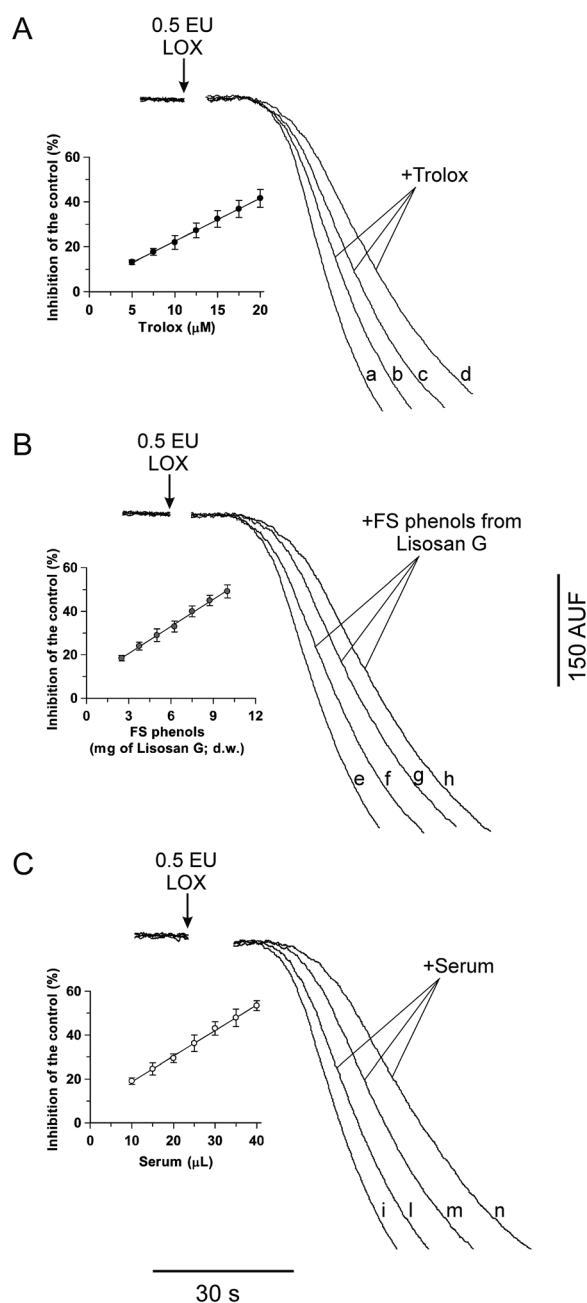 A
0.5 EU
LOX
+Trolox
Inhibition of the control (%)
60
40
20
0
0 5 10 15 20
Trolox (µM)
a b c d
B
0.5 EU
LOX
+FS phenols from
Lisosan G
Inhibition of the control (%)
60
40
20
0
0 3 6 9 12
FS phenols
(mg of Lisosan G; d.w.)
e f g h
150 AUF
C
0.5 EU
LOX
+Serum
Inhibition of the control (%)
60
40
20
0
0 10 20 30 40
Serum (µL)
i l m n
30 s